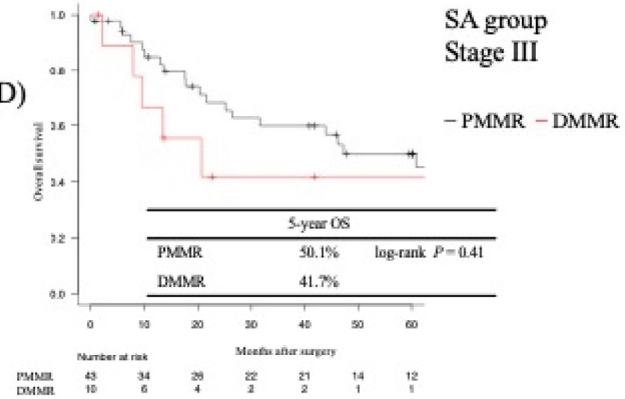 SA group
Stage III
D)
PMMR DMMR
Overall survival
1.0
0.8
0.6
0.4
0.2
0.0
5-year OS
PMMR 50.1% log-rank P = 0.41
DMMR 41.7%
0 10 20 30 40 50 60
Months after surgery
Number at risk
PMMR 43 34 26 22 21 14 12
DMMR 10 6 4 2 2 1 1